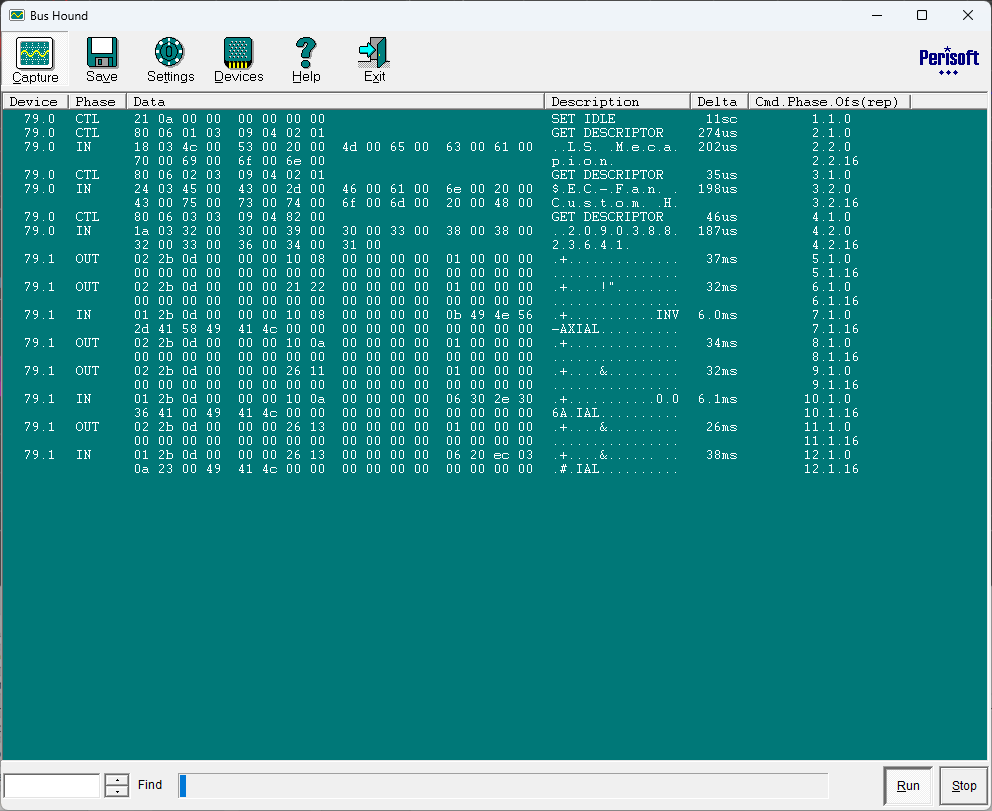 Bus Hound
Capture Save Settings Devices Help Exit
Perisoft
Device Phase Data Description Delta Cmd.Phase.Ofs(rep)
79.0 CTL 21 0a 00 00 00 00 00 00 SET IDLE 11sc 1.1.0
79.0 CTL 80 06 01 03 09 04 02 01 GET DESCRIPTOR 274us 2.1.0
79.0 IN 18 03 4c 00 53 00 20 00 4d 00 65 00 63 00 61 00 ..L.S. .M.e.c.a. 202us 2.2.0
70 00 69 00 6f 00 6e 00 p.i.o.n. 2.2.16
79.0 CTL 80 06 02 03 09 04 02 01 GET DESCRIPTOR 35us 3.1.0
79.0 IN 24 03 45 00 43 00 2d 00 46 00 61 00 6e 00 20 00 $.E.C.-.F.a.n. . 198us 3.2.0
43 00 75 00 73 00 74 00 6f 00 6d 00 20 00 48 00 C.u.s.t.o.m. .H. 3.2.16
79.0 CTL 80 06 03 03 09 04 82 00 GET DESCRIPTOR 46us 4.1.0
79.0 IN 1a 03 32 00 30 00 39 00 30 00 33 00 38 00 38 00 ..2.0.9.0.3.8.8. 187us 4.2.0
32 00 33 00 36 00 34 00 31 00 2.3.6.4.1. 4.2.16
79.1 OUT 02 2b 0d 00 00 00 10 08 00 00 00 00 01 00 00 00 .+.............. 37ms 5.1.0
00 00 00 00 00 00 00 00 00 00 00 00 00 00 00 00 ................ 5.1.16
79.1 OUT 02 2b 0d 00 00 00 21 22 00 00 00 00 01 00 00 00 .+....!"........ 32ms 6.1.0
00 00 00 00 00 00 00 00 00 00 00 00 00 00 00 00 ................ 6.1.16
79.1 IN 01 2b 0d 00 00 00 10 08 00 00 00 00 0b 49 4e 56 .+...........INV 6.0ms 7.1.0
2d 41 58 49 41 4c 00 00 00 00 00 00 00 00 00 00 -AXIAL.......... 7.1.16
79.1 OUT 02 2b 0d 00 00 00 10 0a 00 00 00 00 01 00 00 00 .+.............. 34ms 8.1.0
00 00 00 00 00 00 00 00 00 00 00 00 00 00 00 00 ................ 8.1.16
79.1 OUT 02 2b 0d 00 00 00 26 11 00 00 00 00 01 00 00 00 .+....&......... 32ms 9.1.0
00 00 00 00 00 00 00 00 00 00 00 00 00 00 00 00 ................ 9.1.16
79.1 IN 01 2b 0d 00 00 00 10 0a 00 00 00 00 06 30 2e 30 .+...........0.0 6.1ms 10.1.0
36 41 00 49 41 4c 00 00 00 00 00 00 00 00 00 00 6A.IAL.......... 10.1.16
79.1 OUT 02 2b 0d 00 00 00 26 13 00 00 00 00 01 00 00 00 .+....&......... 26ms 11.1.0
00 00 00 00 00 00 00 00 00 00 00 00 00 00 00 00 ................ 11.1.16
79.1 IN 01 2b 0d 00 00 00 26 13 00 00 00 00 06 20 ec 03 .+....&...... .. 38ms 12.1.0
0a 23 00 49 41 4c 00 00 00 00 00 00 00 00 00 00 .#.IAL.......... 12.1.16
Find Run Stop